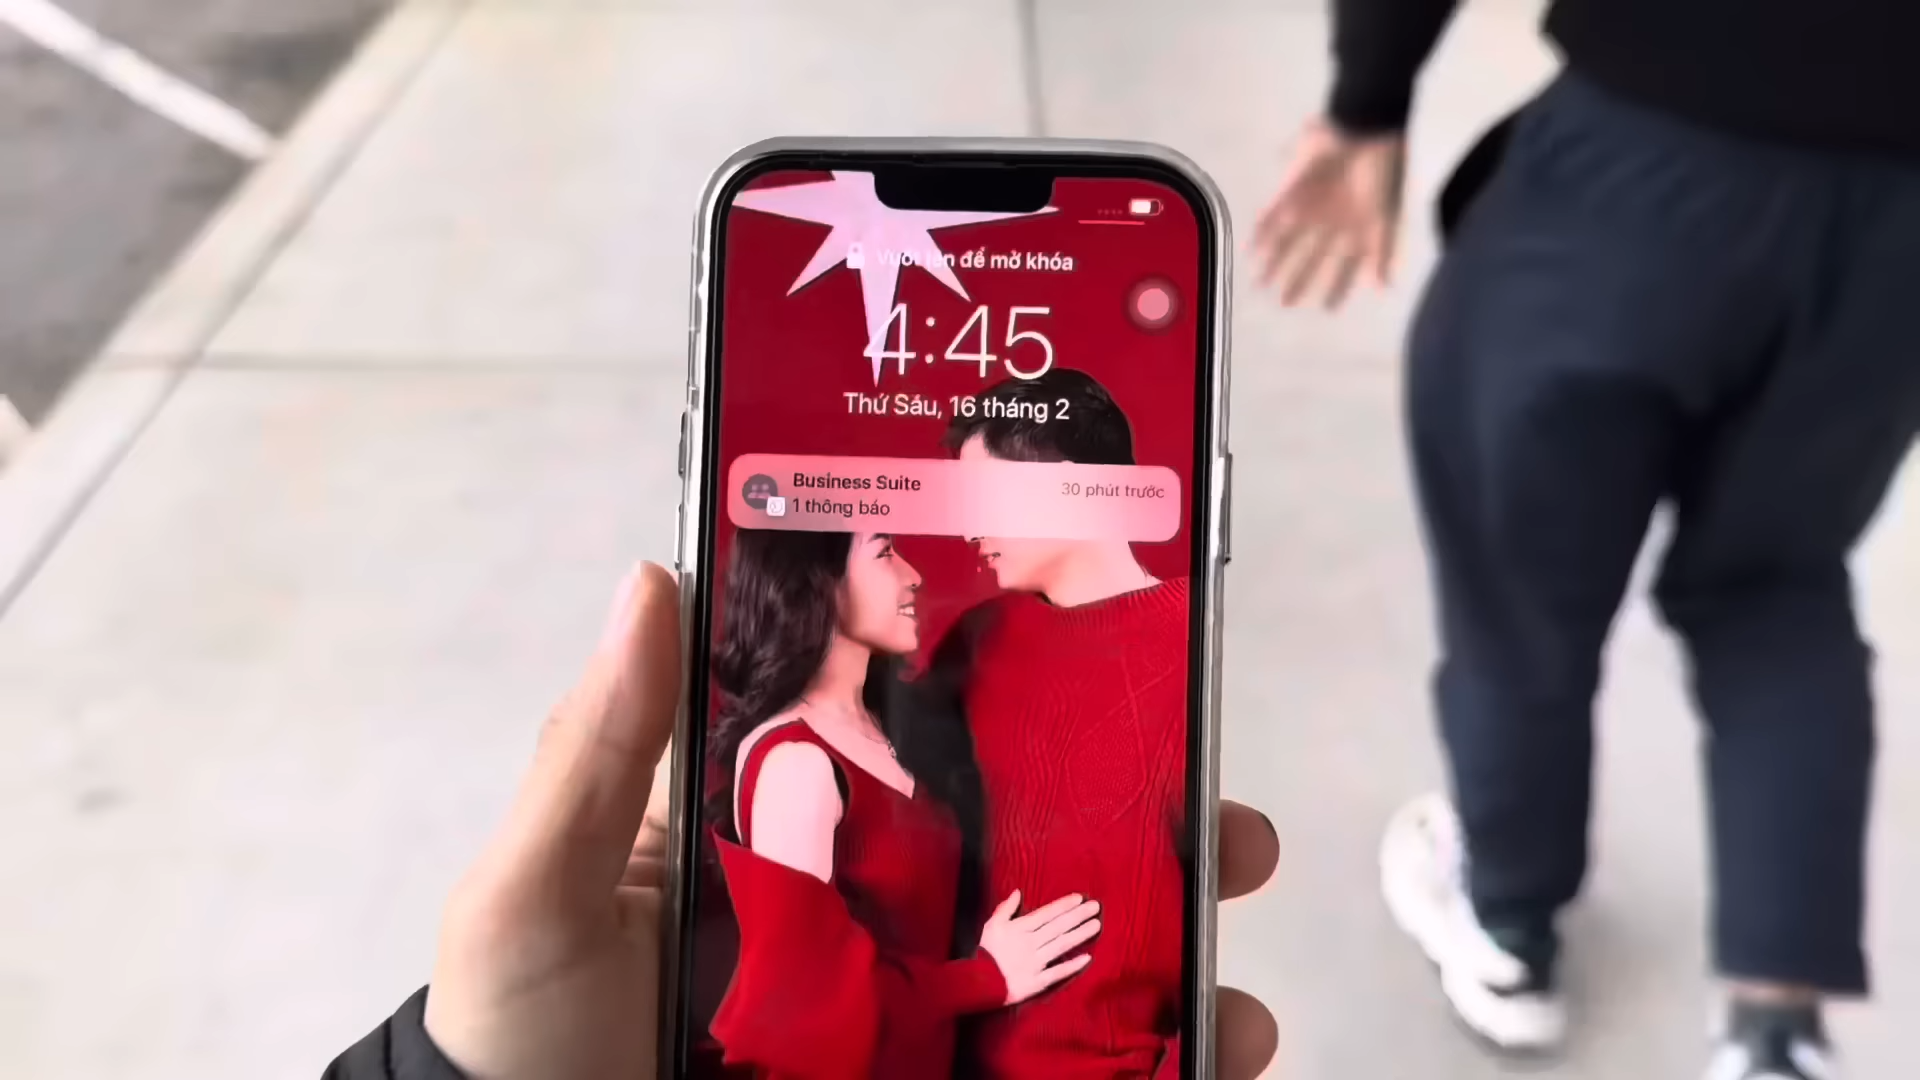 Vuốt lên để mở khóa
4:45
Thứ Sáu, 16 tháng 2
Business Suite
30 phút trước
1 thông báo